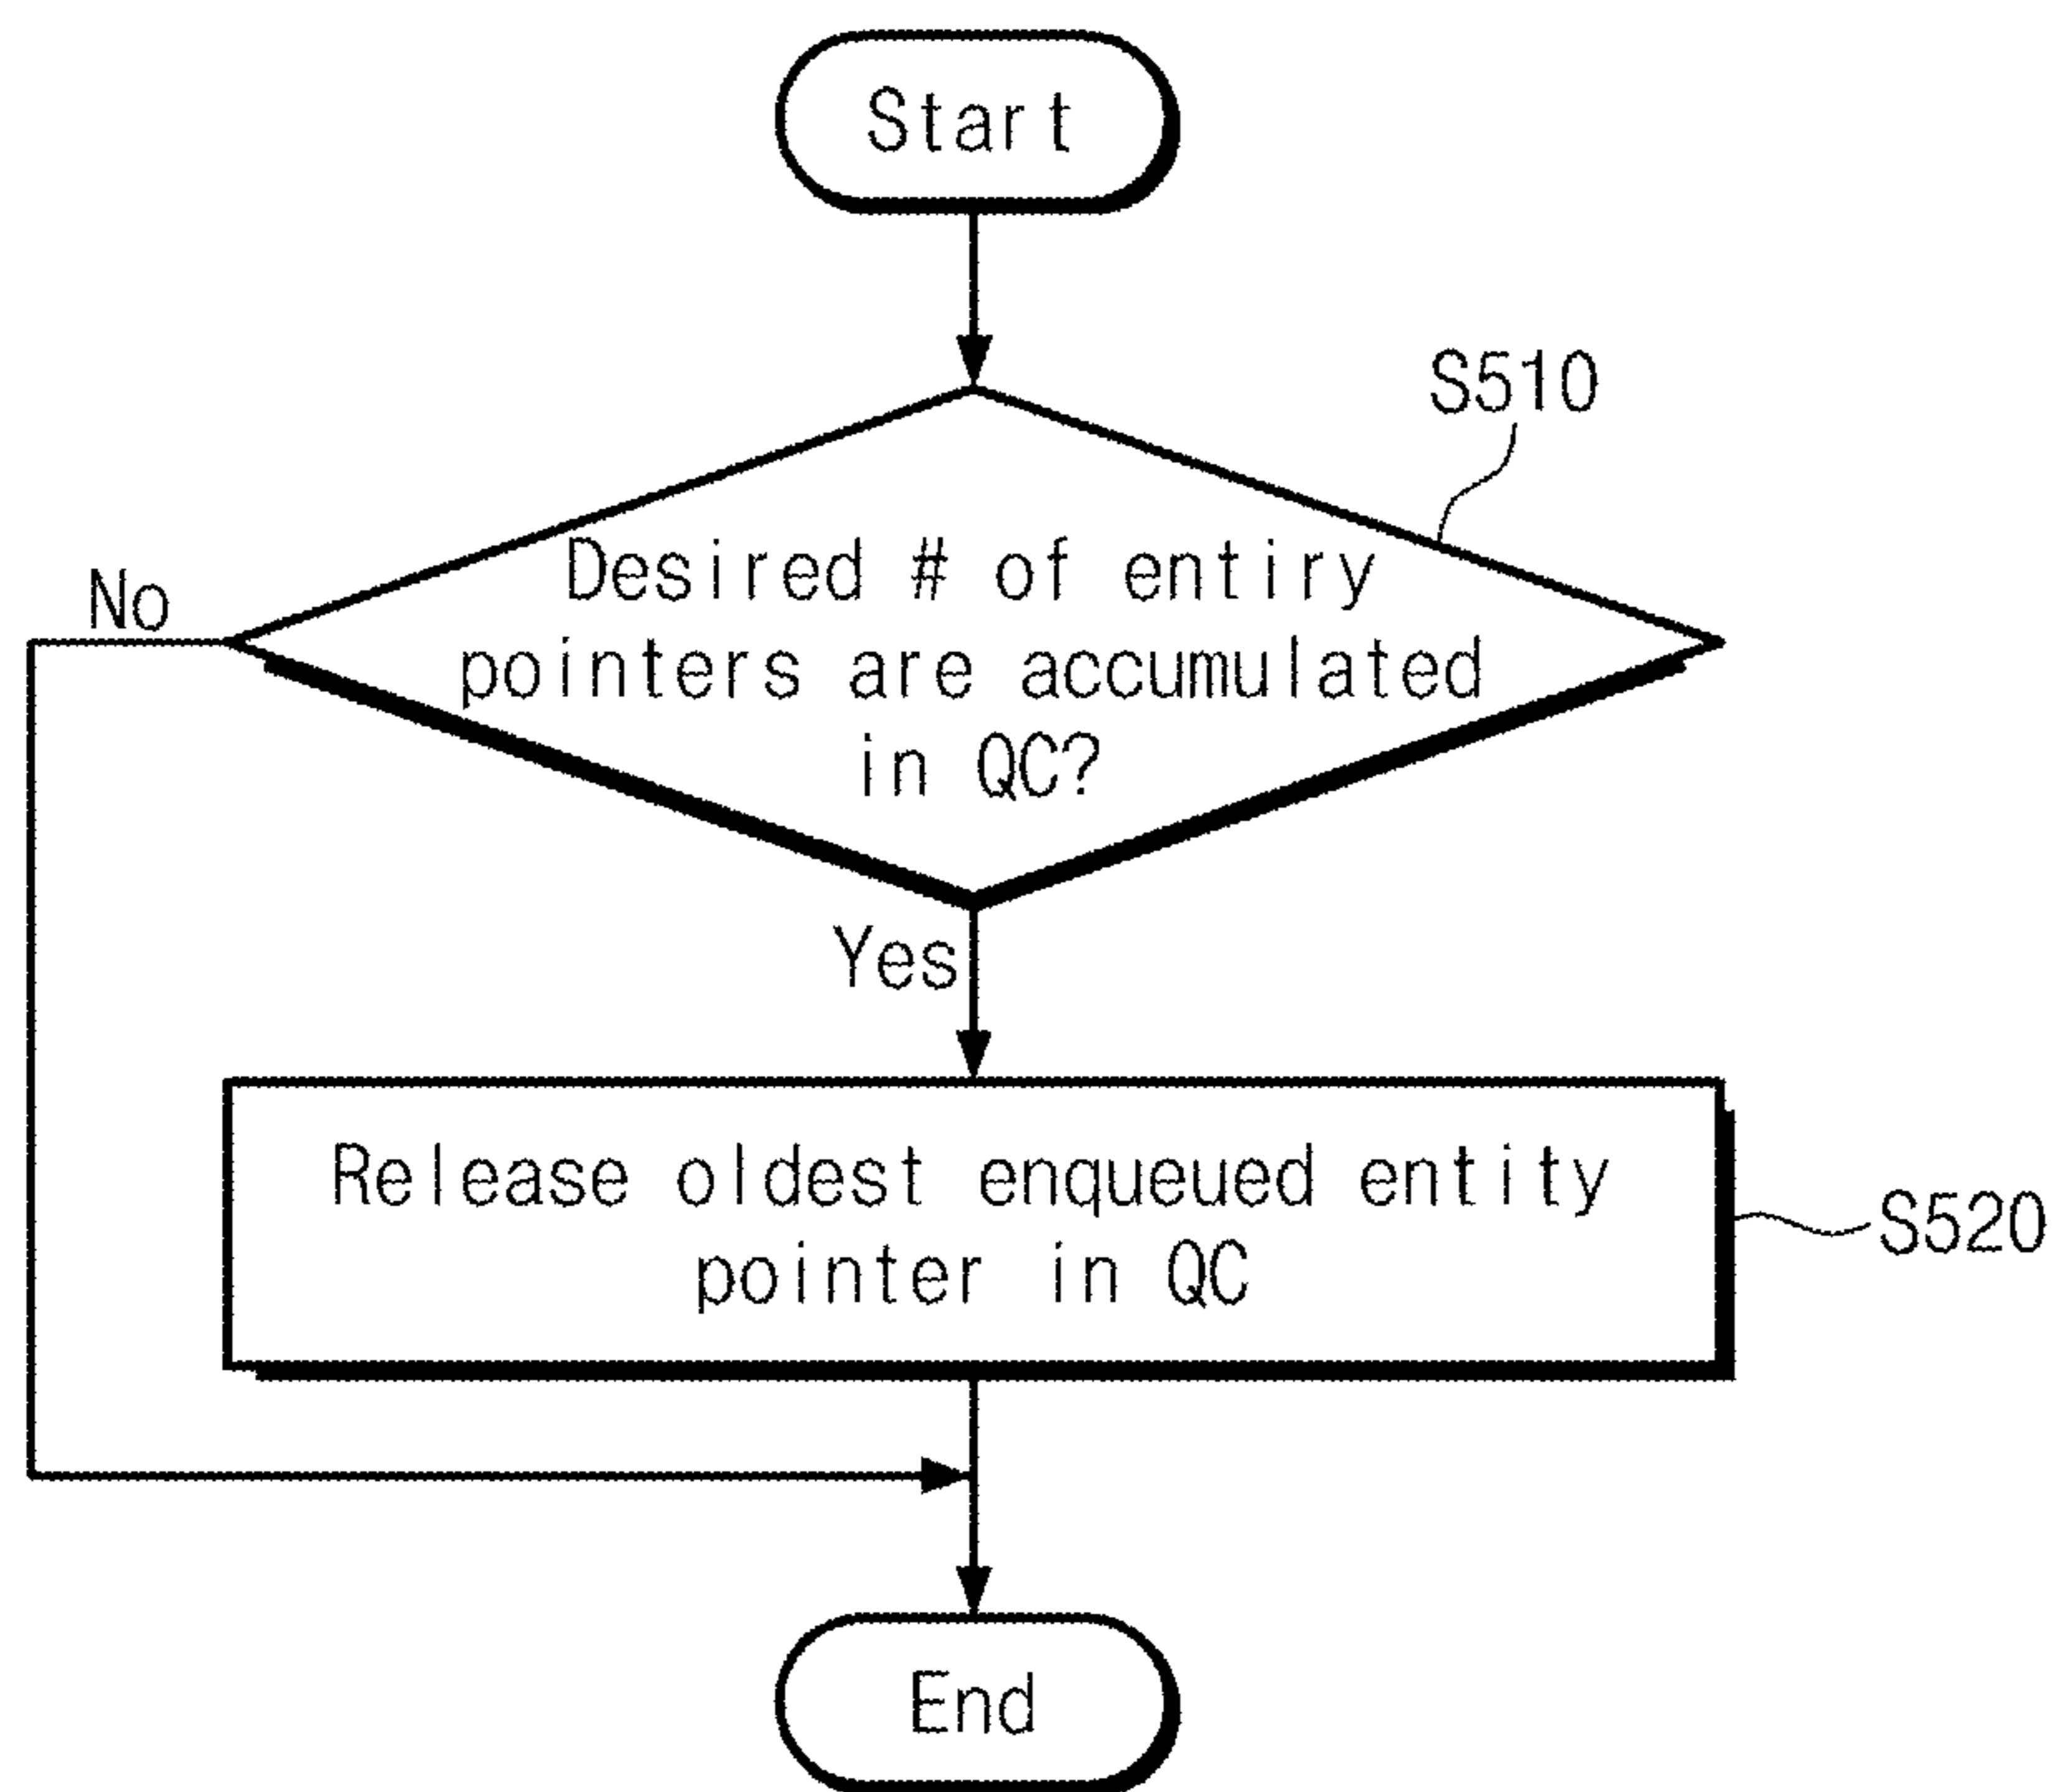 Start
S510
Desired # of entiry
pointers are accumulated
in QC?
No
Yes
Release oldest enqueued entity
pointer in QC
S520
End